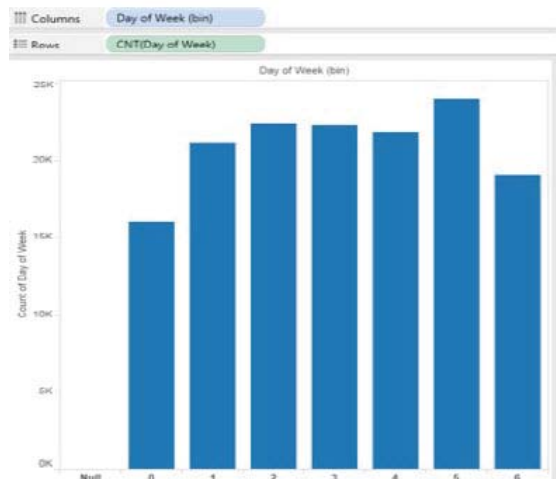 Columns Day of Week (bin)
Rows CNT(Day of Week)
Day of Week (bin)
25K
20K
15K
10K
5K
0K
Count of Day of Week
Null 0 1 2 3 4 5 6